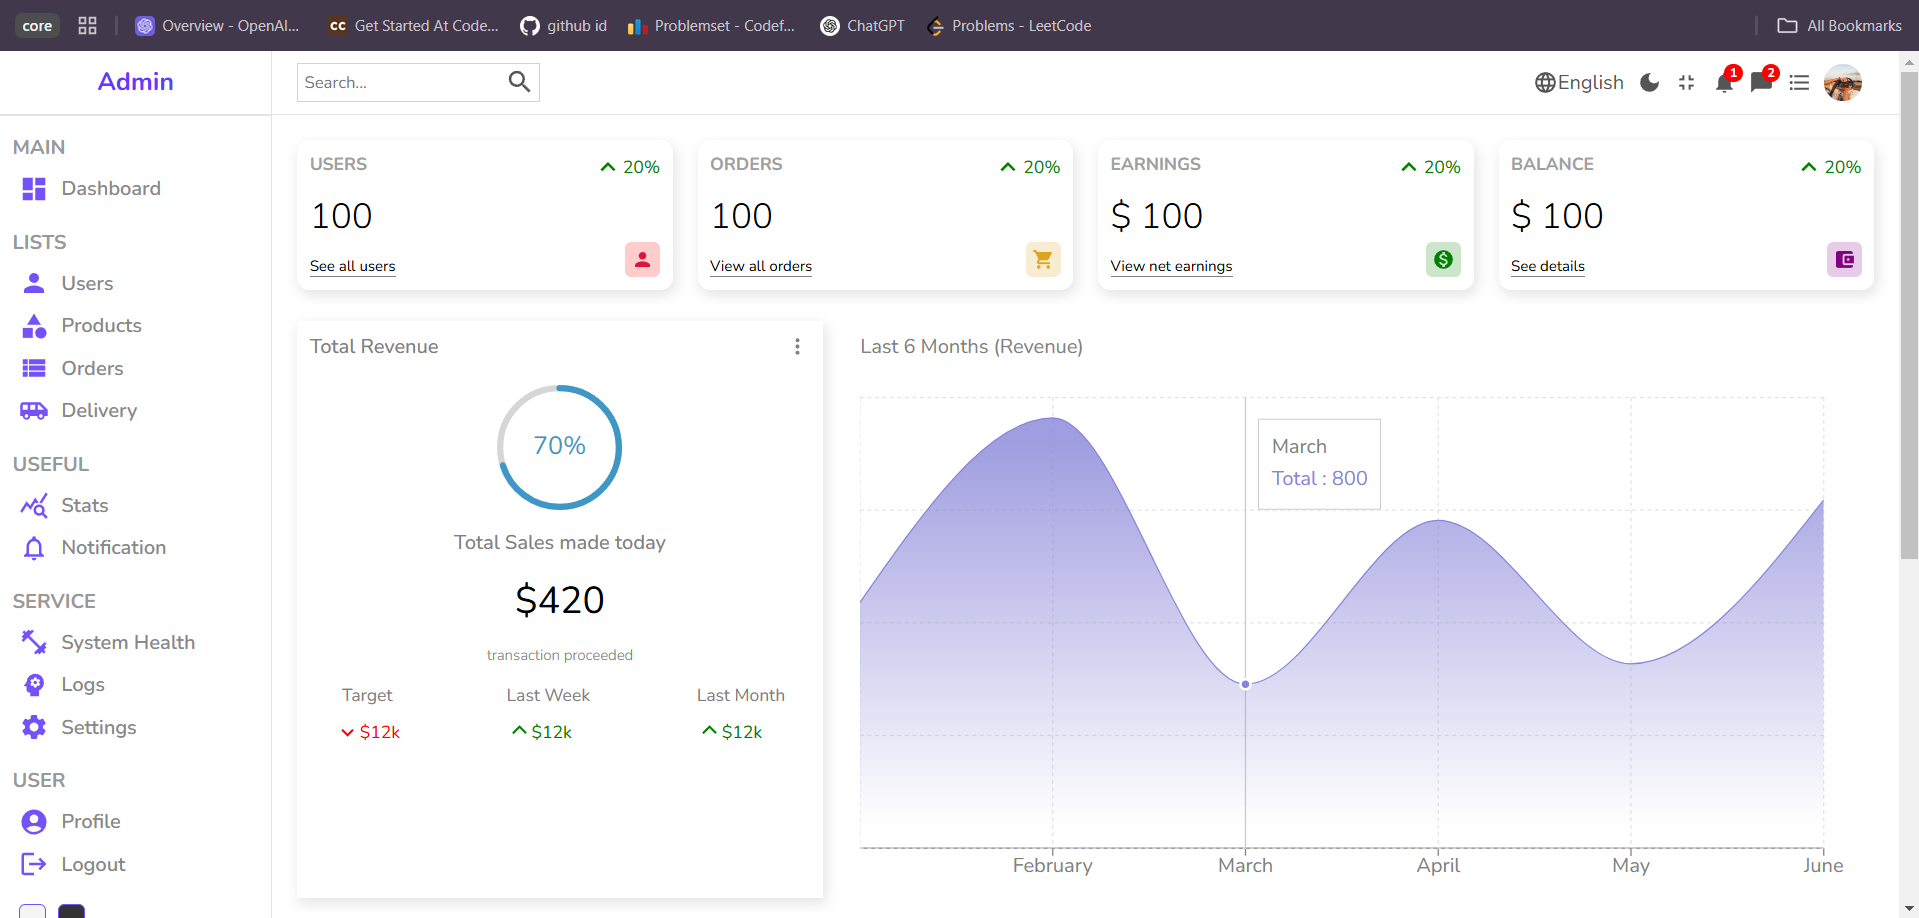 core
Overview - OpenAI...
Get Started At Code...
github id
Problemset - Codef...
ChatGPT
Problems - LeetCode
All Bookmarks
Admin
Search...
English
1
2
MAIN
Dashboard
LISTS
Users
Products
Orders
Delivery
USEFUL
Stats
Notification
SERVICE
System Health
Logs
Settings
USER
Profile
Logout
USERS
20%
100
See all users
ORDERS
20%
100
View all orders
EARNINGS
20%
$ 100
View net earnings
BALANCE
20%
$ 100
See details
Total Revenue
70%
Total Sales made today
$420
transaction proceeded
Target
Last Week
Last Month
$12k
$12k
$12k
Last 6 Months (Revenue)
March
Total : 800
February
March
April
May
June